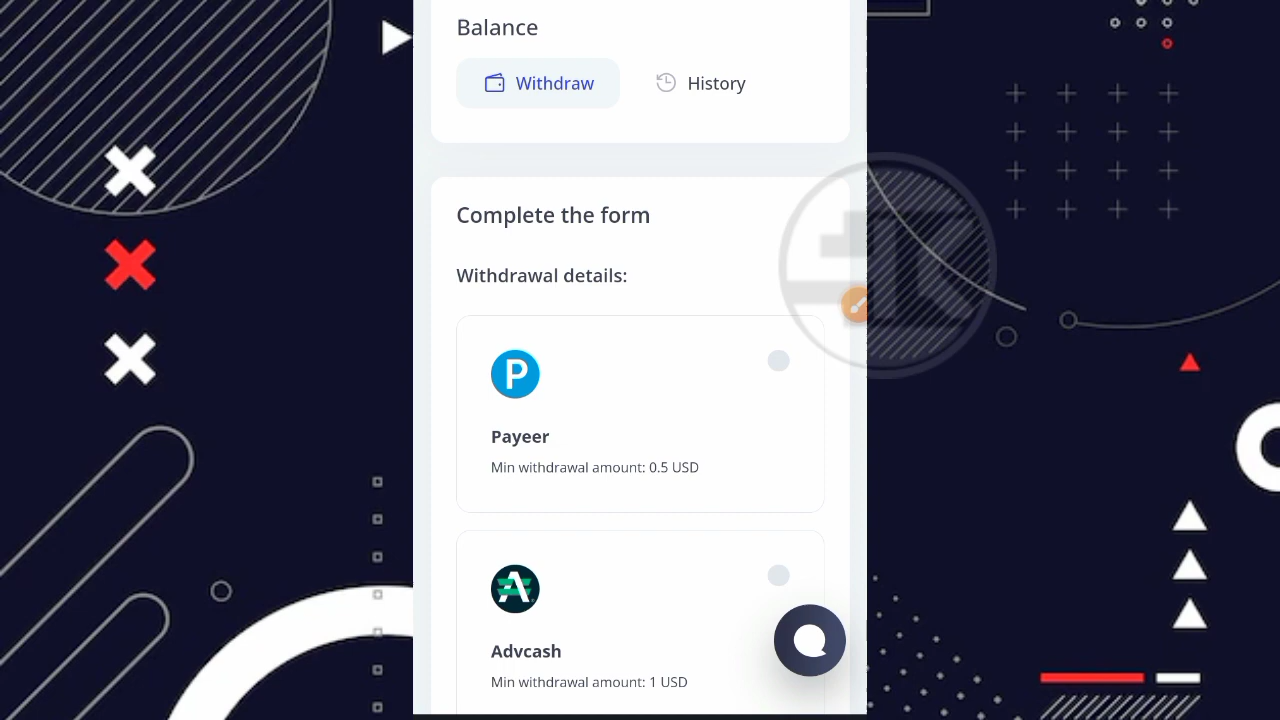 Balance
Withdraw
History
Complete the form
Withdrawal details:
P
Payeer
Min withdrawal amount: 0.5 USD
A
Advcash
Min withdrawal amount: 1 USD